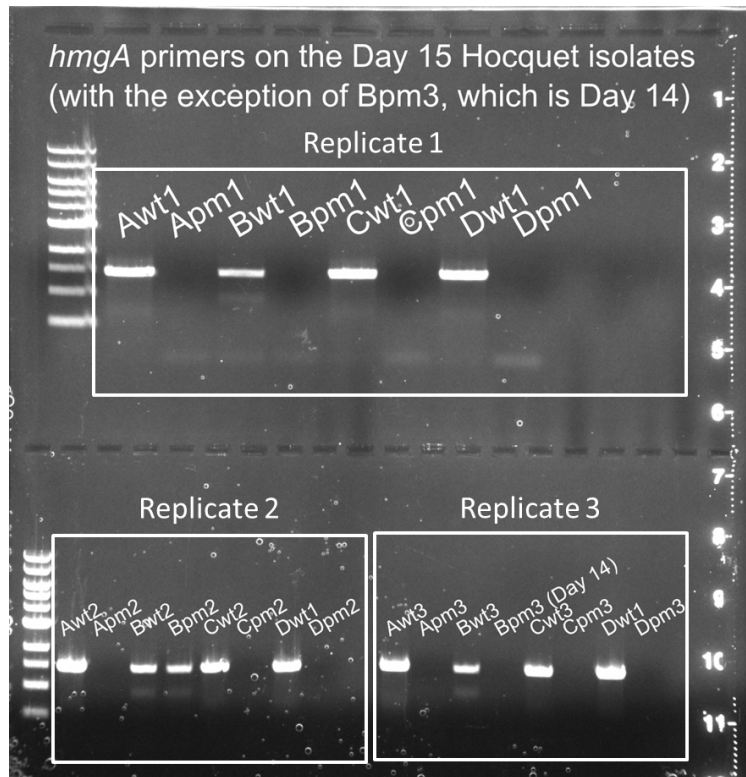 hmgA primers on the Day 15 Hocquet isolates
(with the exception of Bpm3, which is Day 14)
Replicate 1
Awt1 Apm1 Bwt1 Bpm1 Cwt1 Cpm1 Dwt1 Dpm1
1
2
3
4
5
6
7
Replicate 2 Replicate 3
8
9
Awt2 Apm2 Bwt2 Bpm2 Cwt2 Cpm2 Dwt1 Dpm2
Awt3 Apm3 Bwt3 Bpm3 (Day 14) Cwt3 Cpm3 Dwt1 Dpm3
10
11